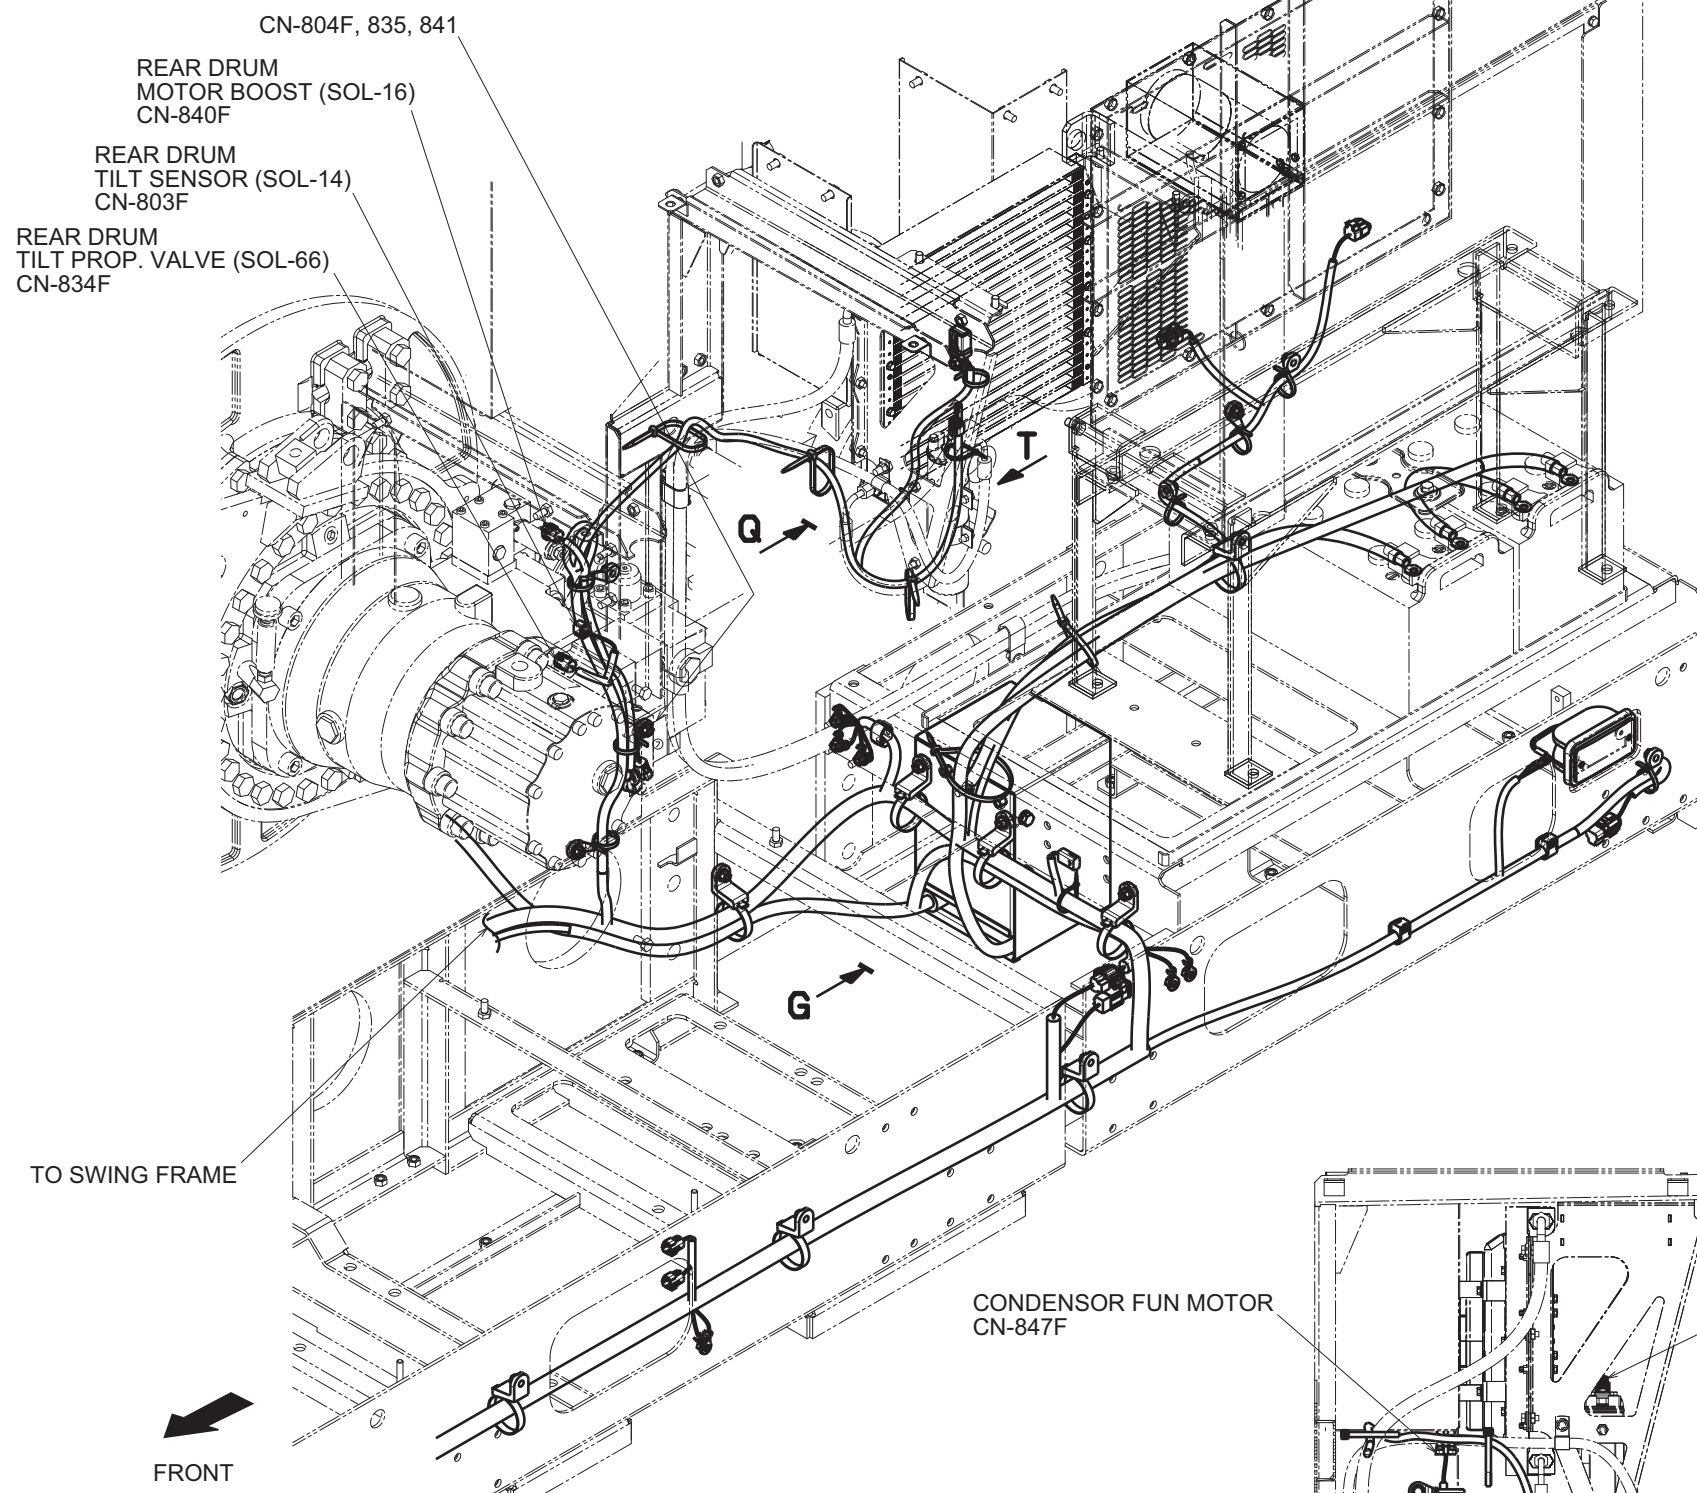 CN-804F, 835, 841
REAR DRUM
MOTOR BOOST (SOL-16)
CN-840F
REAR DRUM
TILT SENSOR (SOL-14)
CN-803F
REAR DRUM
TILT PROP. VALVE (SOL-66)
CN-834F
T
Q
G
TO SWING FRAME
CONDENSOR FUN MOTOR
CN-847F
FRONT